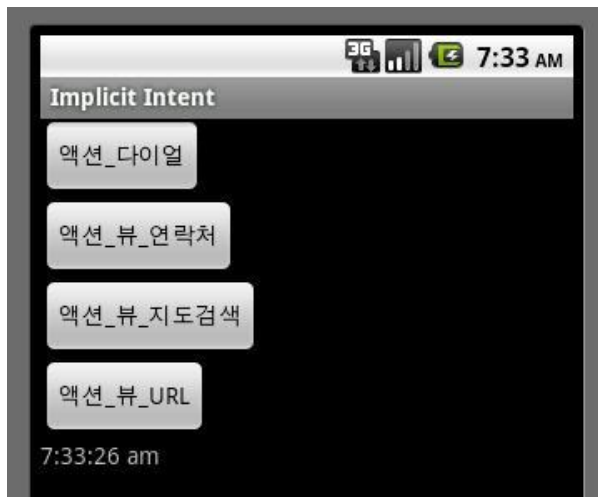 3G 7:33 AM
Implicit Intent
액션_다이얼
액션_뷰_연락처
액션_뷰_지도검색
액션_뷰_URL
7:33:26 am